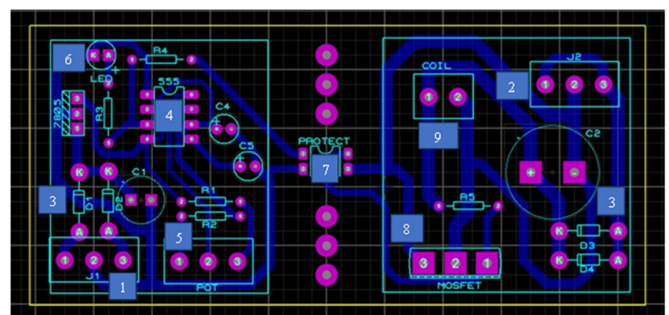 6
K A
LED
R4
555
7805
R3
4
C4
C5
3
K K
D1
D2
A A
C1
R1
R2
5
1 2 3
J1
1
1 2 3
POT
PROTECT
7
COIL
1 2
9
2
J2
1 2 3
C2
3
R5
8
3 2 1
MOSFET
K D3 A
K D4 A